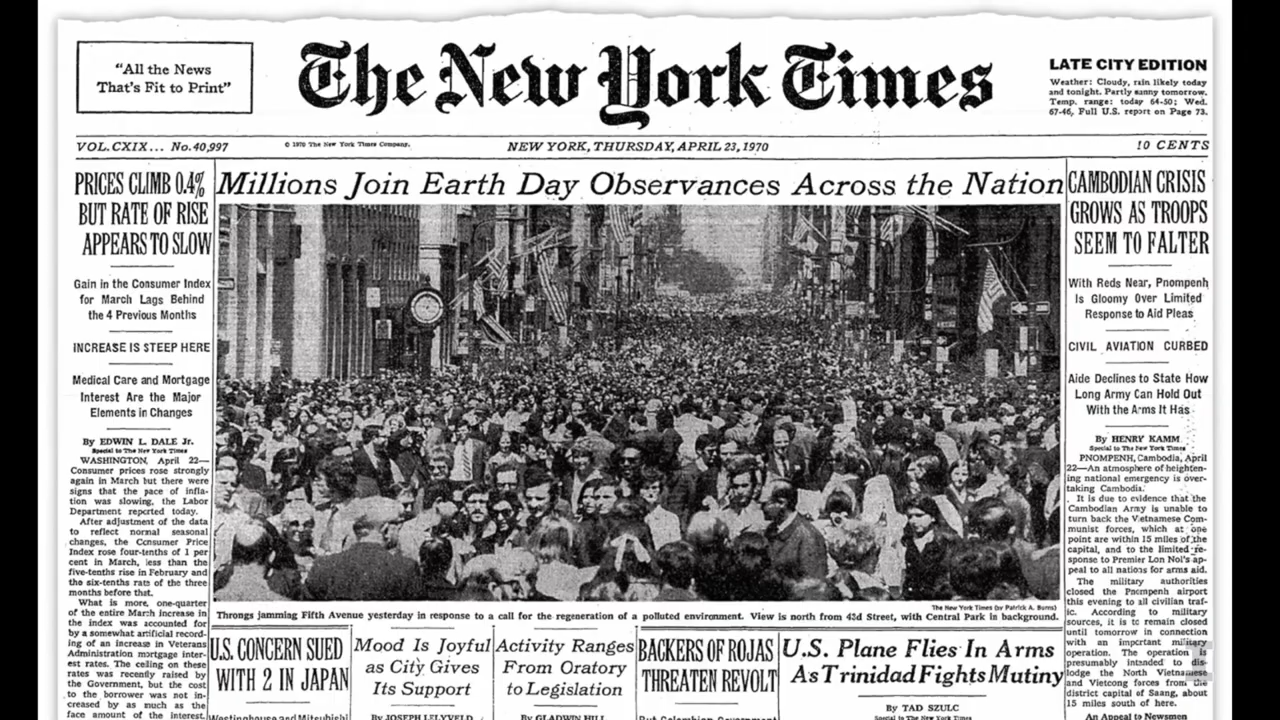 "All the News
That's Fit to Print"
The New York Times
LATE CITY EDITION
Weather: Cloudy, rain likely today
and tonight. Partly sunny tomorrow.
Temp. range: today 64-50; Wed.
67-46. Full U.S. report on Page 73.
VOL. CXIX... No. 40,997
© 1970 The New York Times Company.
NEW YORK, THURSDAY, APRIL 23, 1970
10 CENTS
PRICES CLIMB 0.4%
BUT RATE OF RISE
APPEARS TO SLOW
Gain in the Consumer Index
for March Lags Behind
the 4 Previous Months
INCREASE IS STEEP HERE
Medical Care and Mortgage
Interest Are the Major
Elements in Changes
By EDWIN L. DALE Jr.
Special to The New York Times
WASHINGTON, April 22—
Consumer prices rose strongly
again in March but there were
signs that the pace of infla-
tion was slowing, the Labor
Department reported today.
After adjustment of the data
to reflect normal seasonal
changes, the Consumer Price
Index rose four-tenths of 1 per
cent in March, less than the
five-tenths rise in February and
the six-tenths rate of the three
months before that.
What is more, one-quarter
of the entire March increase in
the index was accounted for
by a somewhat artificial record-
ing of an increase in Veterans
Administration mortgage inter-
est rates. The ceiling on these
rates was recently raised by
the Government, but the cost
to the borrower was not in-
creased by as much as the
face amount of the interest.
Millions Join Earth Day Observances Across the Nation
The New York Times (by Patrick A. Burns)
Throngs jamming Fifth Avenue yesterday in response to a call for the regeneration of a polluted environment. View is north from 43d Street, with Central Park in background.
U.S. CONCERN SUED
WITH 2 IN JAPAN
Westinghouse and Mitsubishi
Mood Is Joyful
as City Gives
Its Support
By JOSEPH LELYVELD
Activity Ranges
From Oratory
to Legislation
By GLADWIN HILL
BACKERS OF ROJAS
THREATEN REVOLT
But Colombian Government
U.S. Plane Flies In Arms
As Trinidad Fights Mutiny
By TAD SZULC
Special to The New York Times
CAMBODIAN CRISIS
GROWS AS TROOPS
SEEM TO FALTER
With Reds Near, Pnompenh
Is Gloomy Over Limited
Response to Aid Pleas
CIVIL AVIATION CURBED
Aide Declines to State How
Long Army Can Hold Out
With the Arms It Has
By HENRY KAMM
Special to The New York Times
PNOMPENH, Cambodia, April
22—An atmosphere of heighten-
ing national emergency is over-
taking Cambodia.
It is due to evidence that the
Cambodian Army is unable to
turn back the Vietnamese Com-
munist forces, which at one
point are within 15 miles of the
capital, and to the limited re-
sponse to Premier Lon Nol's ap-
peal to all nations for arms aid.
The military authorities
closed the Pnompenh airport
this evening to all civilian traf-
fic. According to military
sources, it is to remain closed
until tomorrow in connection
with an important military
operation. The operation is
presumably intended to dis-
lodge the North Vietnamese
and Vietcong forces from the
district capital of Saang, about
15 miles south of here.
An Appeal to Newsmen